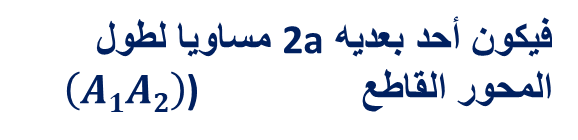 فيكون أحد بعديه 2a مساويا لطول
المحور القاطع (A₁A₂))